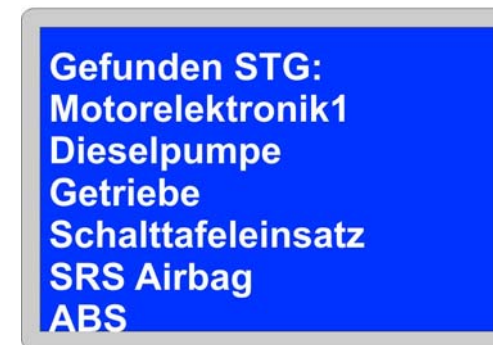 Gefunden STG:
Motorelektronik1
Dieselpumpe
Getriebe
Schalttafeleinsatz
SRS Airbag
ABS